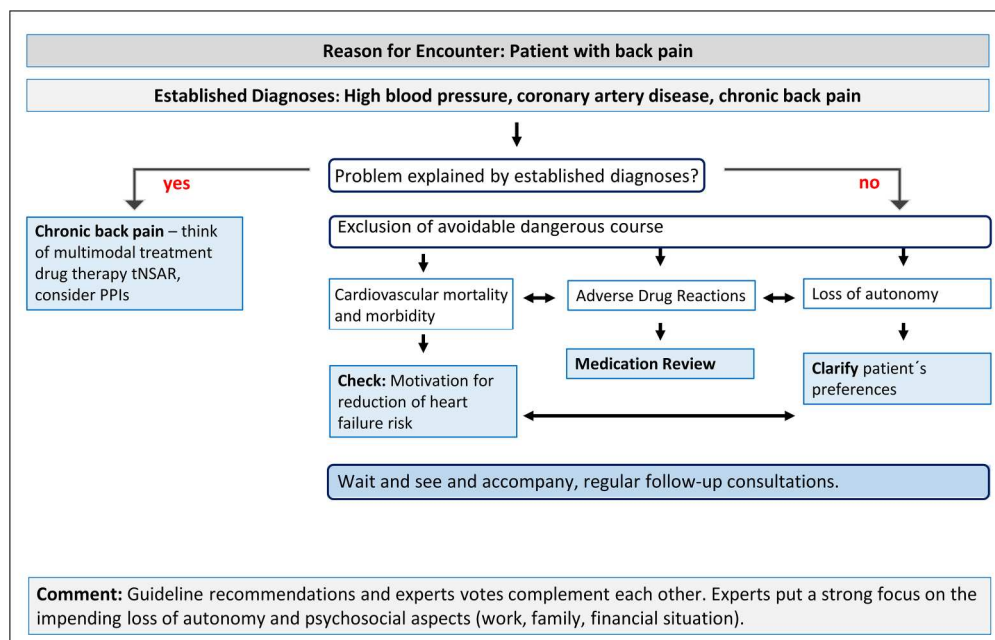 Reason for Encounter: Patient with back pain
Established Diagnoses: High blood pressure, coronary artery disease, chronic back pain
Problem explained by established diagnoses?
yes
no
Chronic back pain – think
of multimodal treatment
drug therapy tNSAR,
consider PPIs
Exclusion of avoidable dangerous course
Cardiovascular mortality
and morbidity
Adverse Drug Reactions
Loss of autonomy
Check: Motivation for
reduction of heart
failure risk
Medication Review
Clarify patient´s
preferences
Wait and see and accompany, regular follow-up consultations.
Comment: Guideline recommendations and experts votes complement each other. Experts put a strong focus on the
impending loss of autonomy and psychosocial aspects (work, family, financial situation).